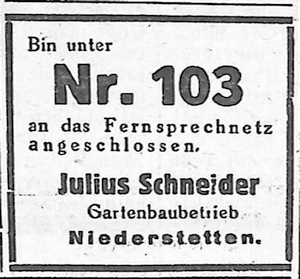 Bin unter
Nr. 103
an das Fernsprechnetz
angeschlossen.
Julius Schneider
Gartenbaubetrieb
Niederstetten.